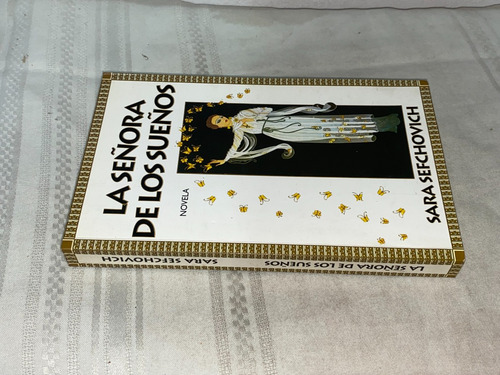 LA SEÑORA
DE LOS SUEÑOS
NOVELA
SARA SEFCHOVICH
LA SEÑORA DE LOS SUEÑOS
SARA SEFCHOVICH